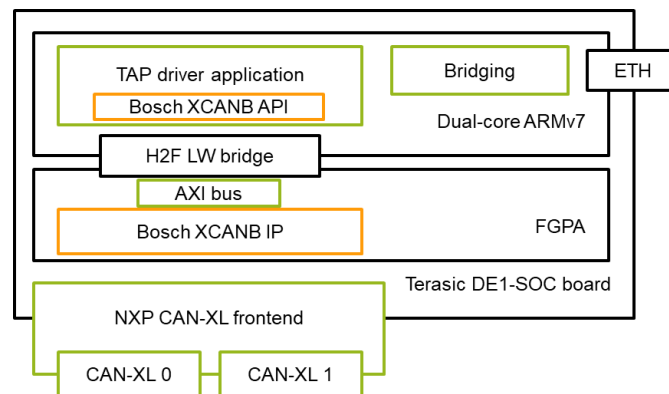 TAP driver application
Bosch XCANB API
Bridging
ETH
Dual-core ARMv7
H2F LW bridge
AXI bus
Bosch XCANB IP
FGPA
Terasic DE1-SOC board
NXP CAN-XL frontend
CAN-XL 0
CAN-XL 1